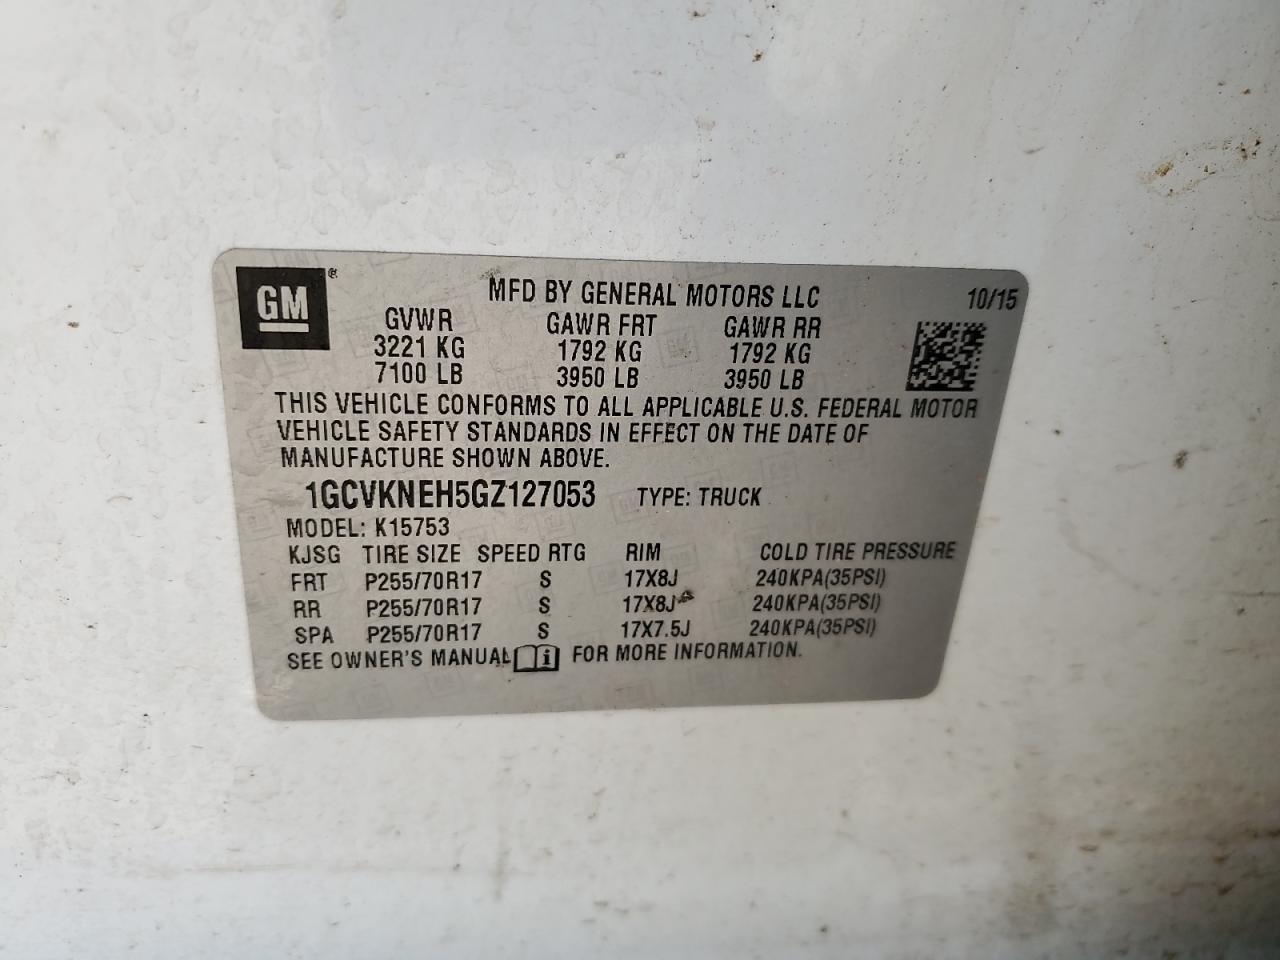 GM®
MFD BY GENERAL MOTORS LLC 10/15
GVWR GAWR FRT GAWR RR
3221 KG 1792 KG 1792 KG
7100 LB 3950 LB 3950 LB
THIS VEHICLE CONFORMS TO ALL APPLICABLE U.S. FEDERAL MOTOR
VEHICLE SAFETY STANDARDS IN EFFECT ON THE DATE OF
MANUFACTURE SHOWN ABOVE.
1GCVKNEH5GZ127053 TYPE: TRUCK
MODEL: K15753
KJSG TIRE SIZE SPEED RTG RIM COLD TIRE PRESSURE
FRT P255/70R17 S 17X8J 240KPA(35PSI)
RR P255/70R17 S 17X8J 240KPA(35PSI)
SPA P255/70R17 S 17X7.5J 240KPA(35PSI)
SEE OWNER'S MANUAL i FOR MORE INFORMATION.